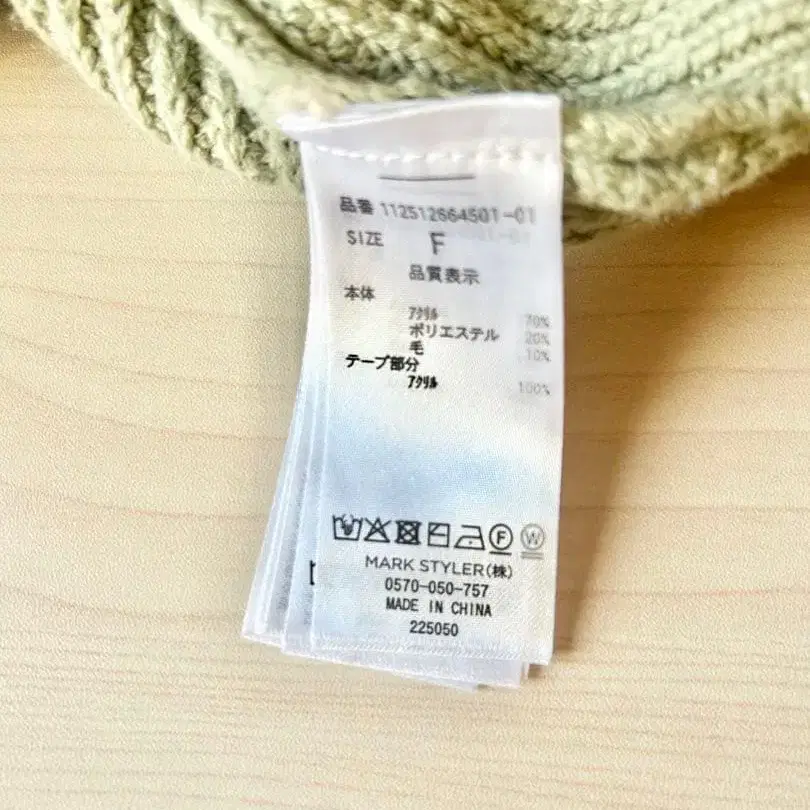 品番 112512664501-01
SIZE F
品質表示
本体
ｱｸﾘﾙ 70%
ポリエステル 20%
毛 10%
テープ部分
ｱｸﾘﾙ 100%
F W
MARK STYLER(株)
0570-050-757
MADE IN CHINA
225050